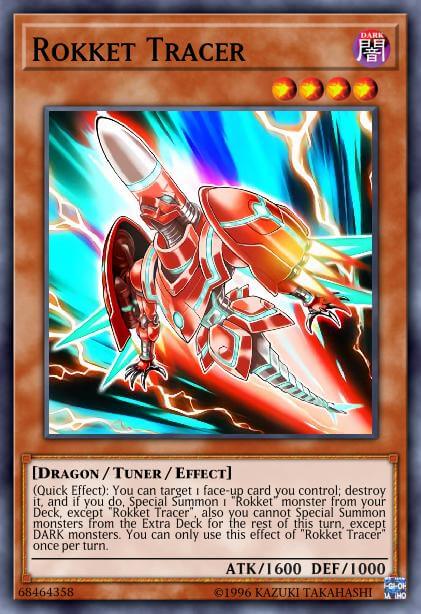 ROKKET TRACER
DARK
闇
[DRAGON / TUNER / EFFECT]
(Quick Effect): You can target 1 face-up card you control; destroy
it, and if you do, Special Summon 1 "Rokket" monster from your
Deck, except "Rokket Tracer", also you cannot Special Summon
monsters from the Extra Deck for the rest of this turn, except
DARK monsters. You can only use this effect of "Rokket Tracer"
once per turn.
ATK/1600 DEF/1000
68464358
©1996 KAZUKI TAKAHASHI